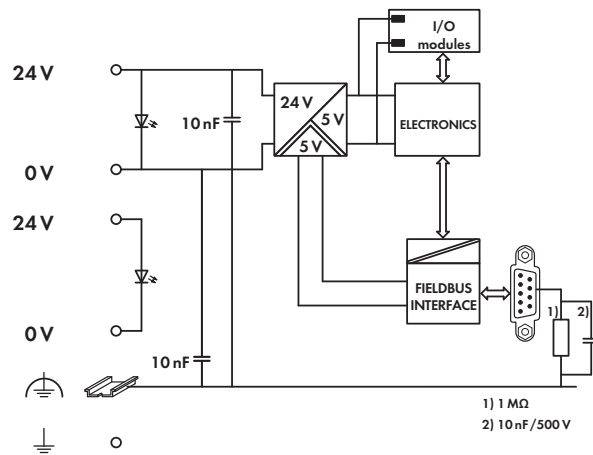 I/O
modules
24 V
24 V
5 V
5 V
10 nF
ELECTRONICS
0 V
24 V
FIELDBUS
INTERFACE
1)
2)
0 V
10 nF
1) 1 MΩ
2) 10 nF/500 V